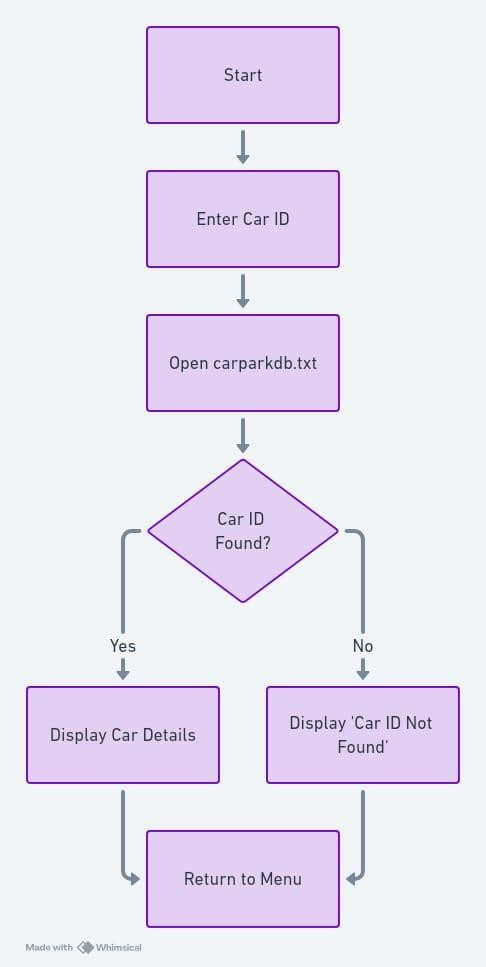 Start
Enter Car ID
Open carparkdb.txt
Car ID
Found?
Yes
No
Display Car Details
Display 'Car ID Not
Found'
Return to Menu
Made with Whimsical